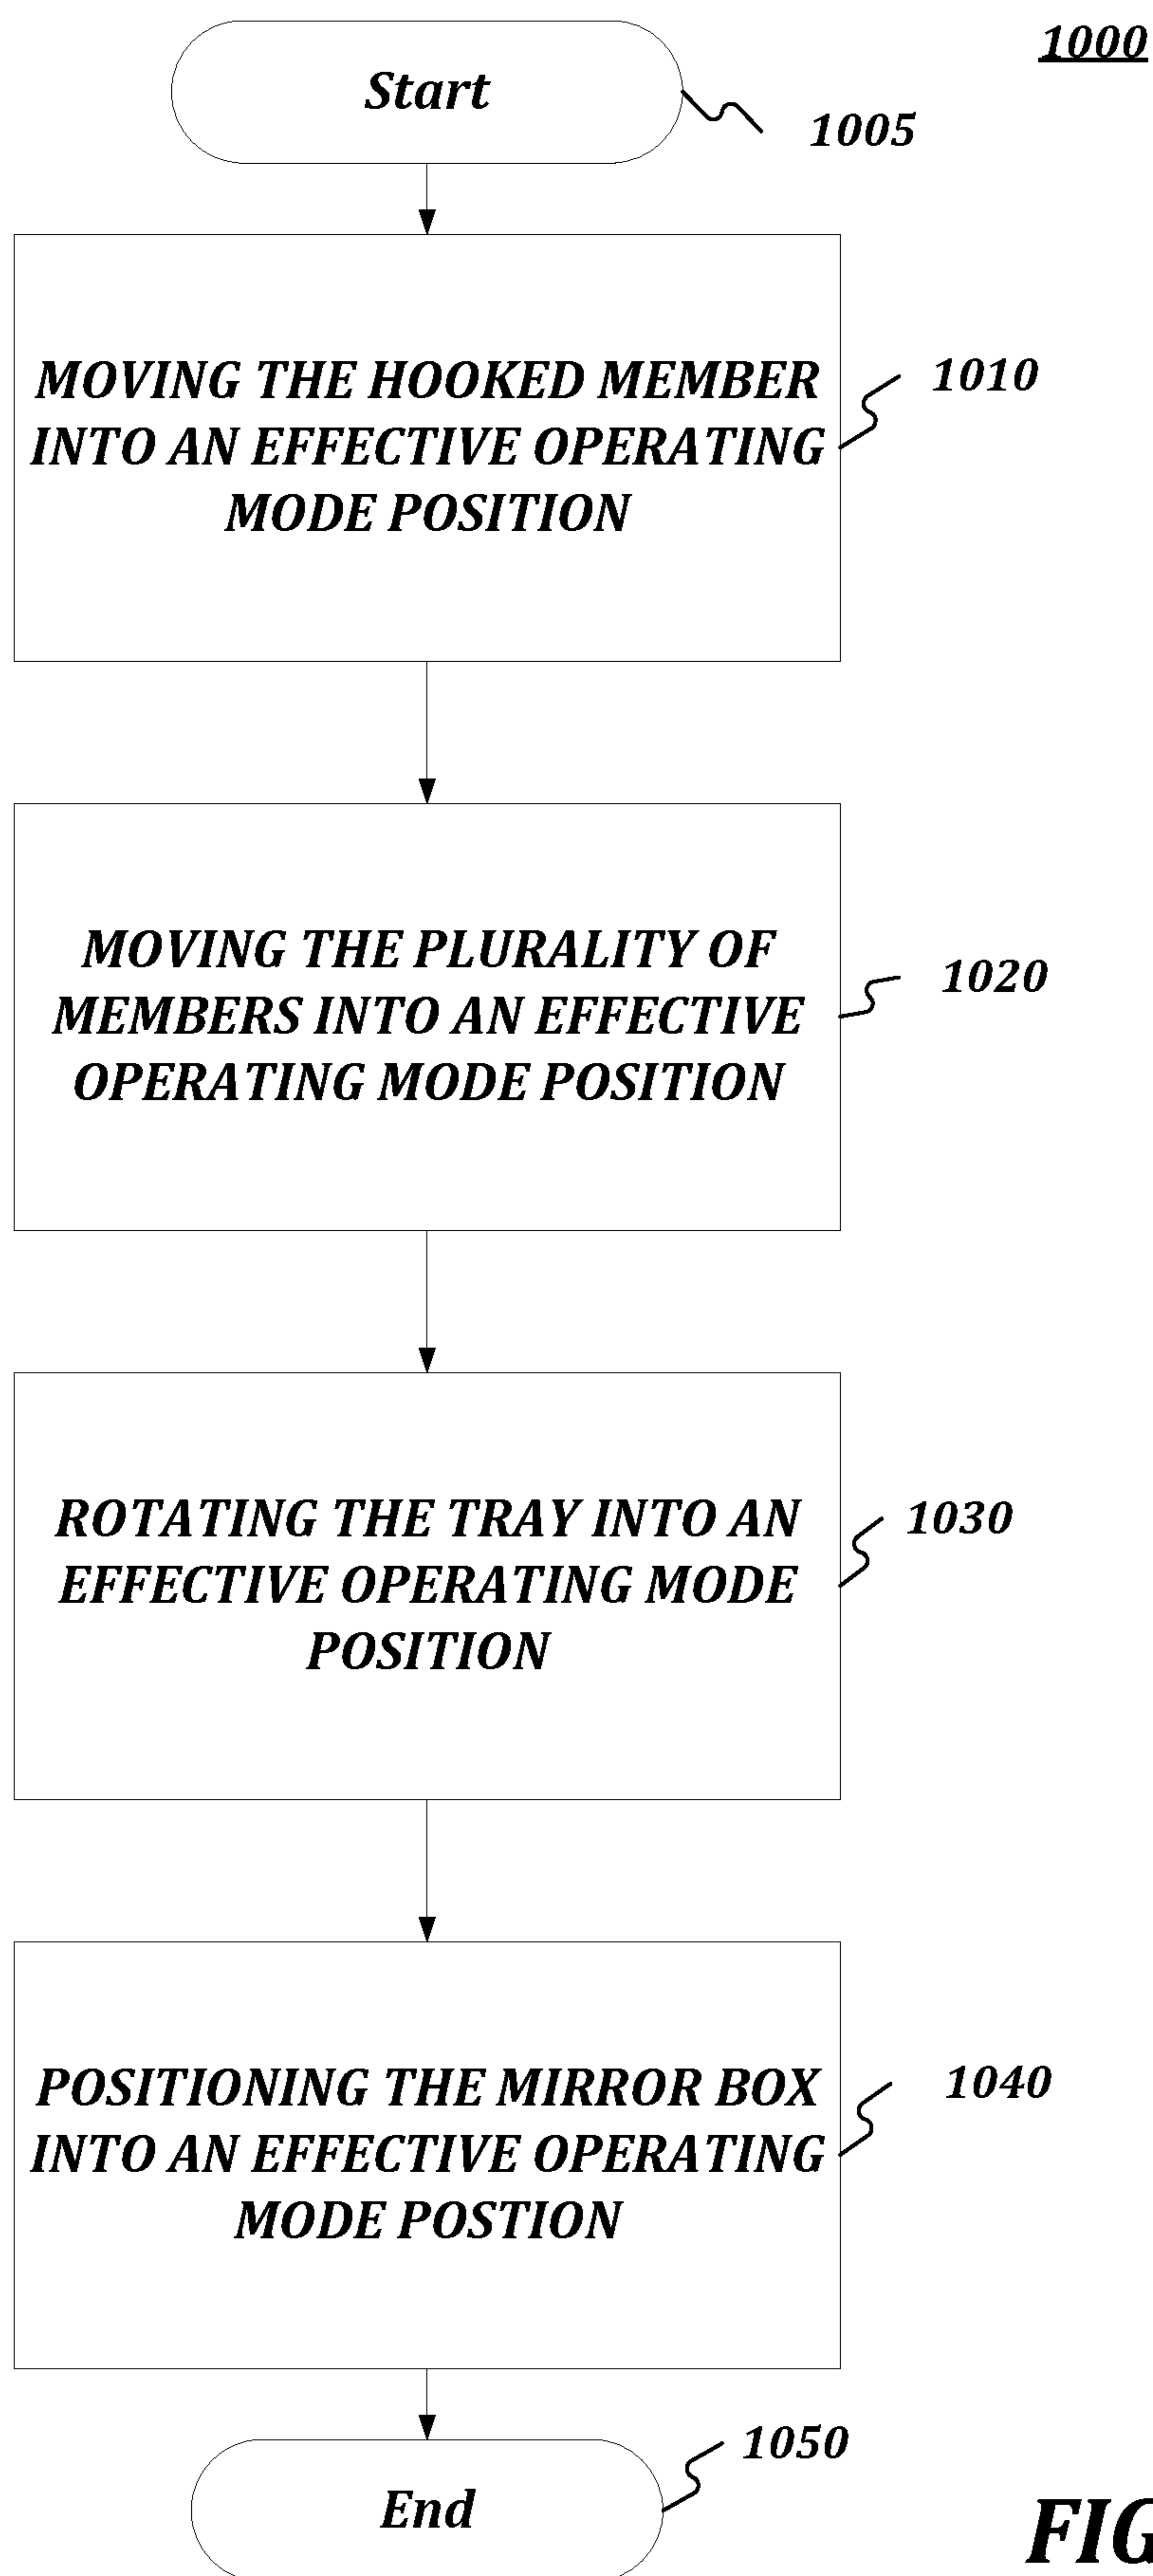 1000
Start
1005
MOVING THE HOOKED MEMBER
INTO AN EFFECTIVE OPERATING
MODE POSITION
1010
MOVING THE PLURALITY OF
MEMBERS INTO AN EFFECTIVE
OPERATING MODE POSITION
1020
ROTATING THE TRAY INTO AN
EFFECTIVE OPERATING MODE
POSITION
1030
POSITIONING THE MIRROR BOX
INTO AN EFFECTIVE OPERATING
MODE POSTION
1040
End
1050
FIG